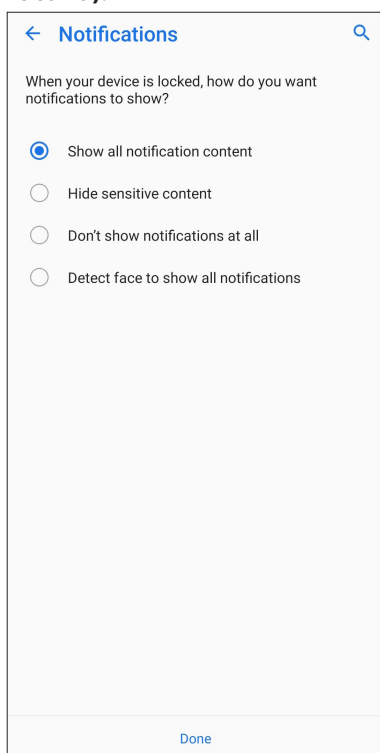 Notifications
When your device is locked, how do you want
notifications to show?
Show all notification content
Hide sensitive content
Don't show notifications at all
Detect face to show all notifications
Done